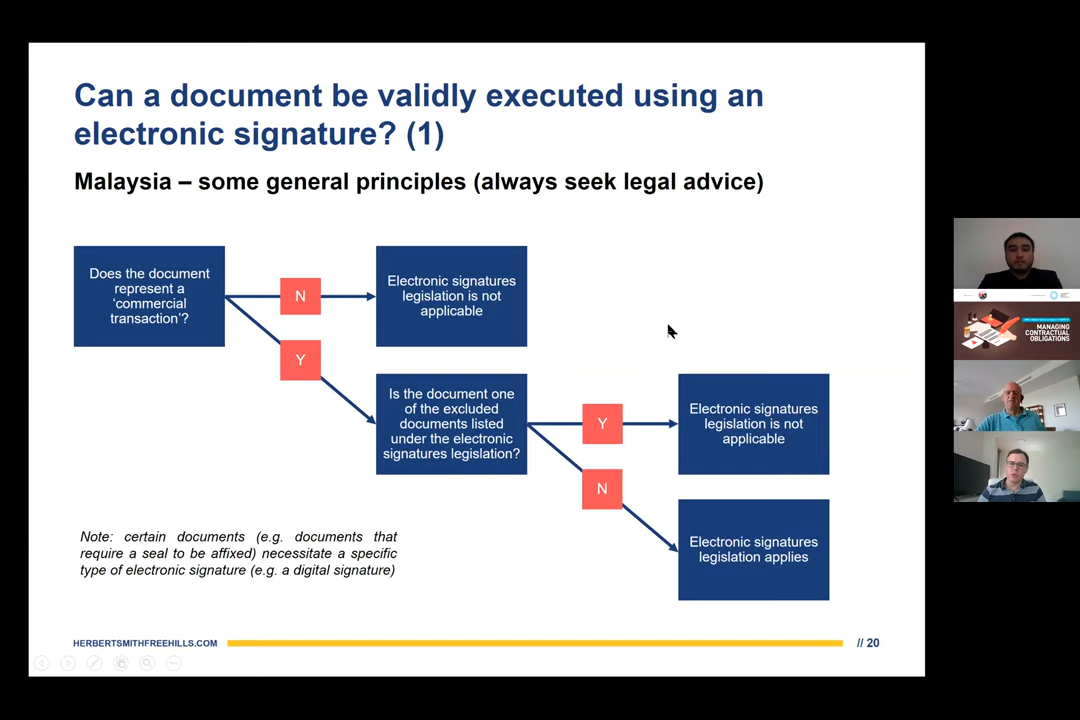 Can a document be validly executed using an
electronic signature? (1)
Malaysia – some general principles (always seek legal advice)
Does the document
represent a
‘commercial
transaction’?
N
Electronic signatures
legislation is not
applicable
Y
Is the document one
of the excluded
documents listed
under the electronic
signatures legislation?
Y
Electronic signatures
legislation is not
applicable
N
Electronic signatures
legislation applies
Note: certain documents (e.g. documents that
require a seal to be affixed) necessitate a specific
type of electronic signature (e.g. a digital signature)
HERBERTSMITHFREEHILLS.COM
// 20
MANAGING
CONTRACTUAL
OBLIGATIONS